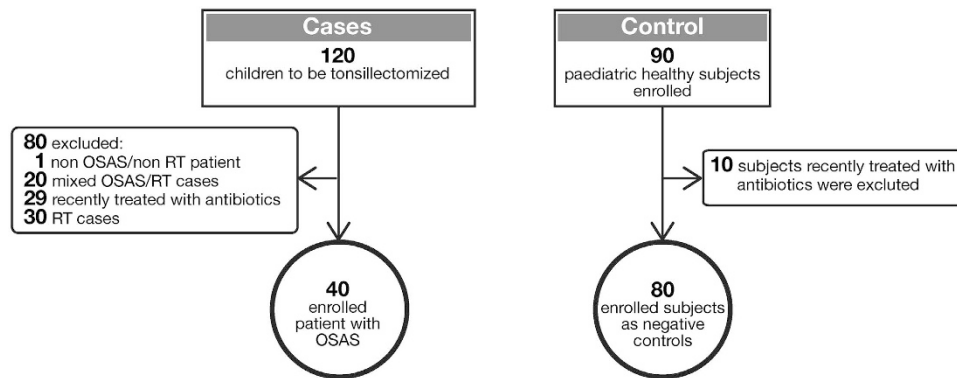 Cases
120
children to be tonsillectomized
80 excluded:
1 non OSAS/non RT patient
20 mixed OSAS/RT cases
29 recently treated with antibiotics
30 RT cases
40
enrolled
patient with
OSAS
Control
90
paediatric healthy subjects
enrolled
10 subjects recently treated with
antibiotics were excluted
80
enrolled subjects
as negative
controls